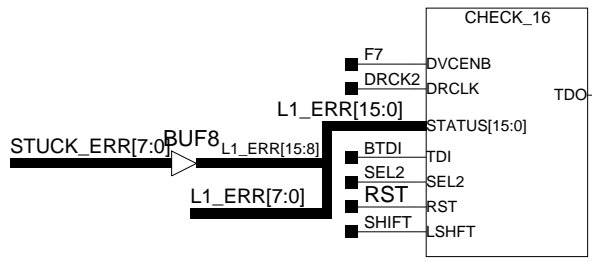 CHECK_16
F7
DVCENB
DRCK2
DRCLK
TDO
L1_ERR[15:0]
STATUS[15:0]
STUCK_ERR[7:0]
BUF8
L1_ERR[15:8]
BTDI
TDI
SEL2
SEL2
L1_ERR[7:0]
RST
RST
SHIFT
LSHFT